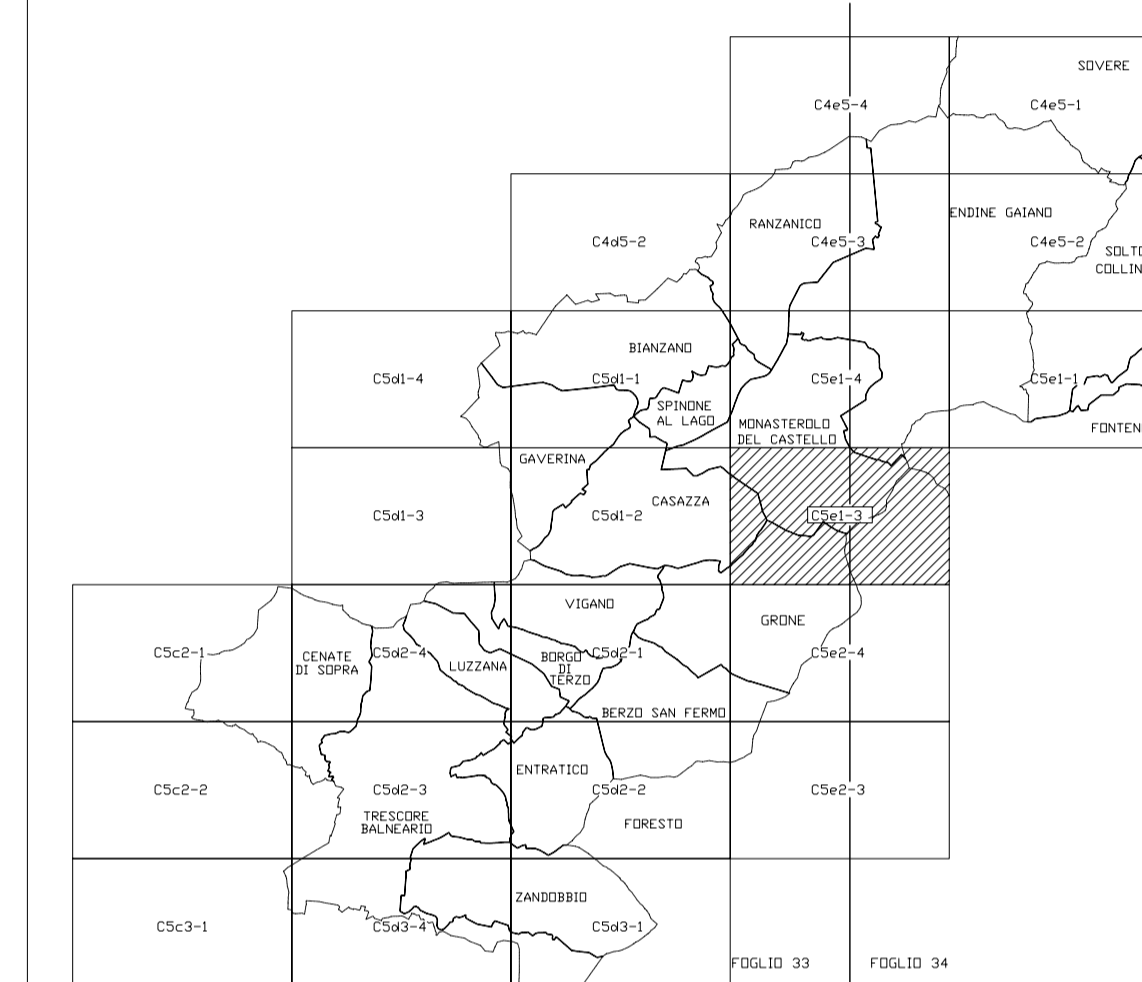 SOVERE
C4e5-4
C4e5-1
RANZANICO
ENDINE GAIANO
C4d5-2
C4e5-3
C4e5-2
SOLTO
COLLIN
BIANZANO
C5d1-4
C5d1-1
C5e1-4
C5e1-1
SPINONE
AL LAGO
MONASTEROLO
DEL CASTELLO
FONTEN
GAVERINA
CASAZZA
C5d1-3
C5d1-2
C5e1-3
VIGANO
GRONE
C5c2-1
CENATE
DI SOPRA
C5d2-4
LUZZANA
BORGO
DI
TERZO
C5d2-1
C5e2-4
BERZO SAN FERMO
ENTRATICO
C5c2-2
C5d2-3
C5d2-2
C5e2-3
TRESCORE
BALNEARIO
FORESTO
ZANDOBBIO
C5c3-1
C5d3-4
C5d3-1
FOGLIO 33
FOGLIO 34